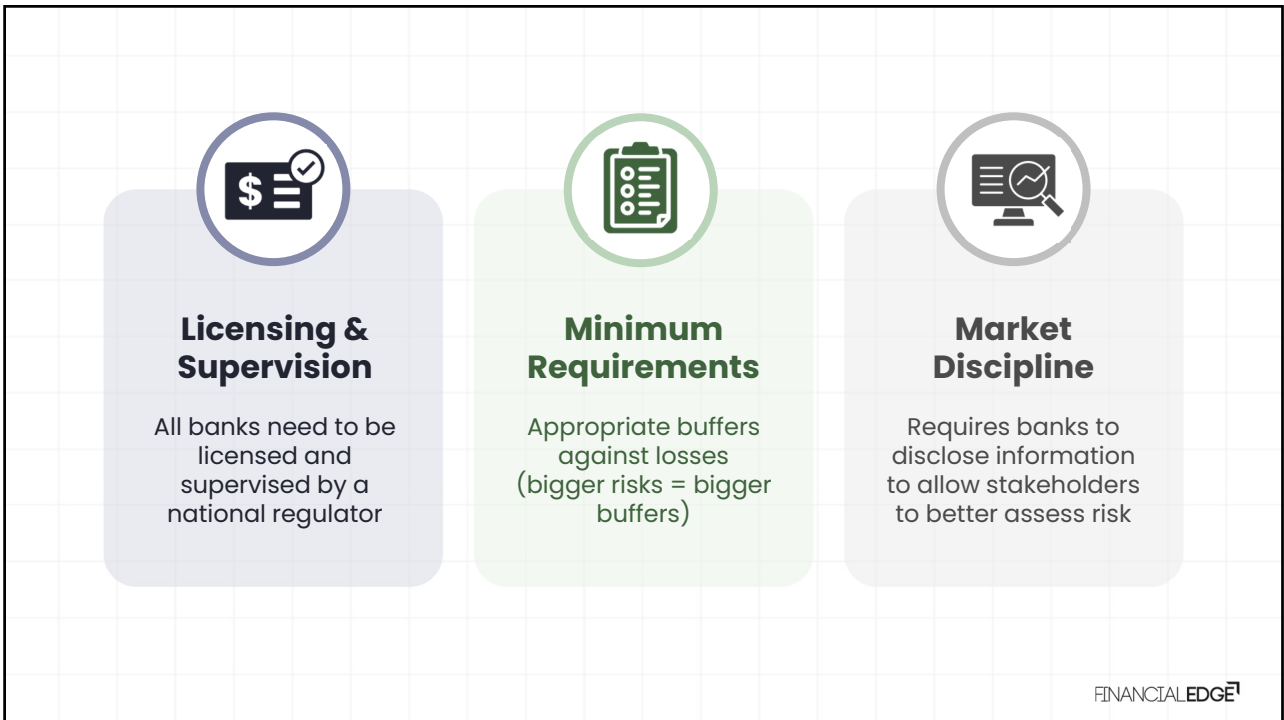 $
Licensing &
Supervision
All banks need to be
licensed and
supervised by a
national regulator
Minimum
Requirements
Appropriate buffers
against losses
(bigger risks = bigger
buffers)
Market
Discipline
Requires banks to
disclose information
to allow stakeholders
to better assess risk
FINANCIALEDGE